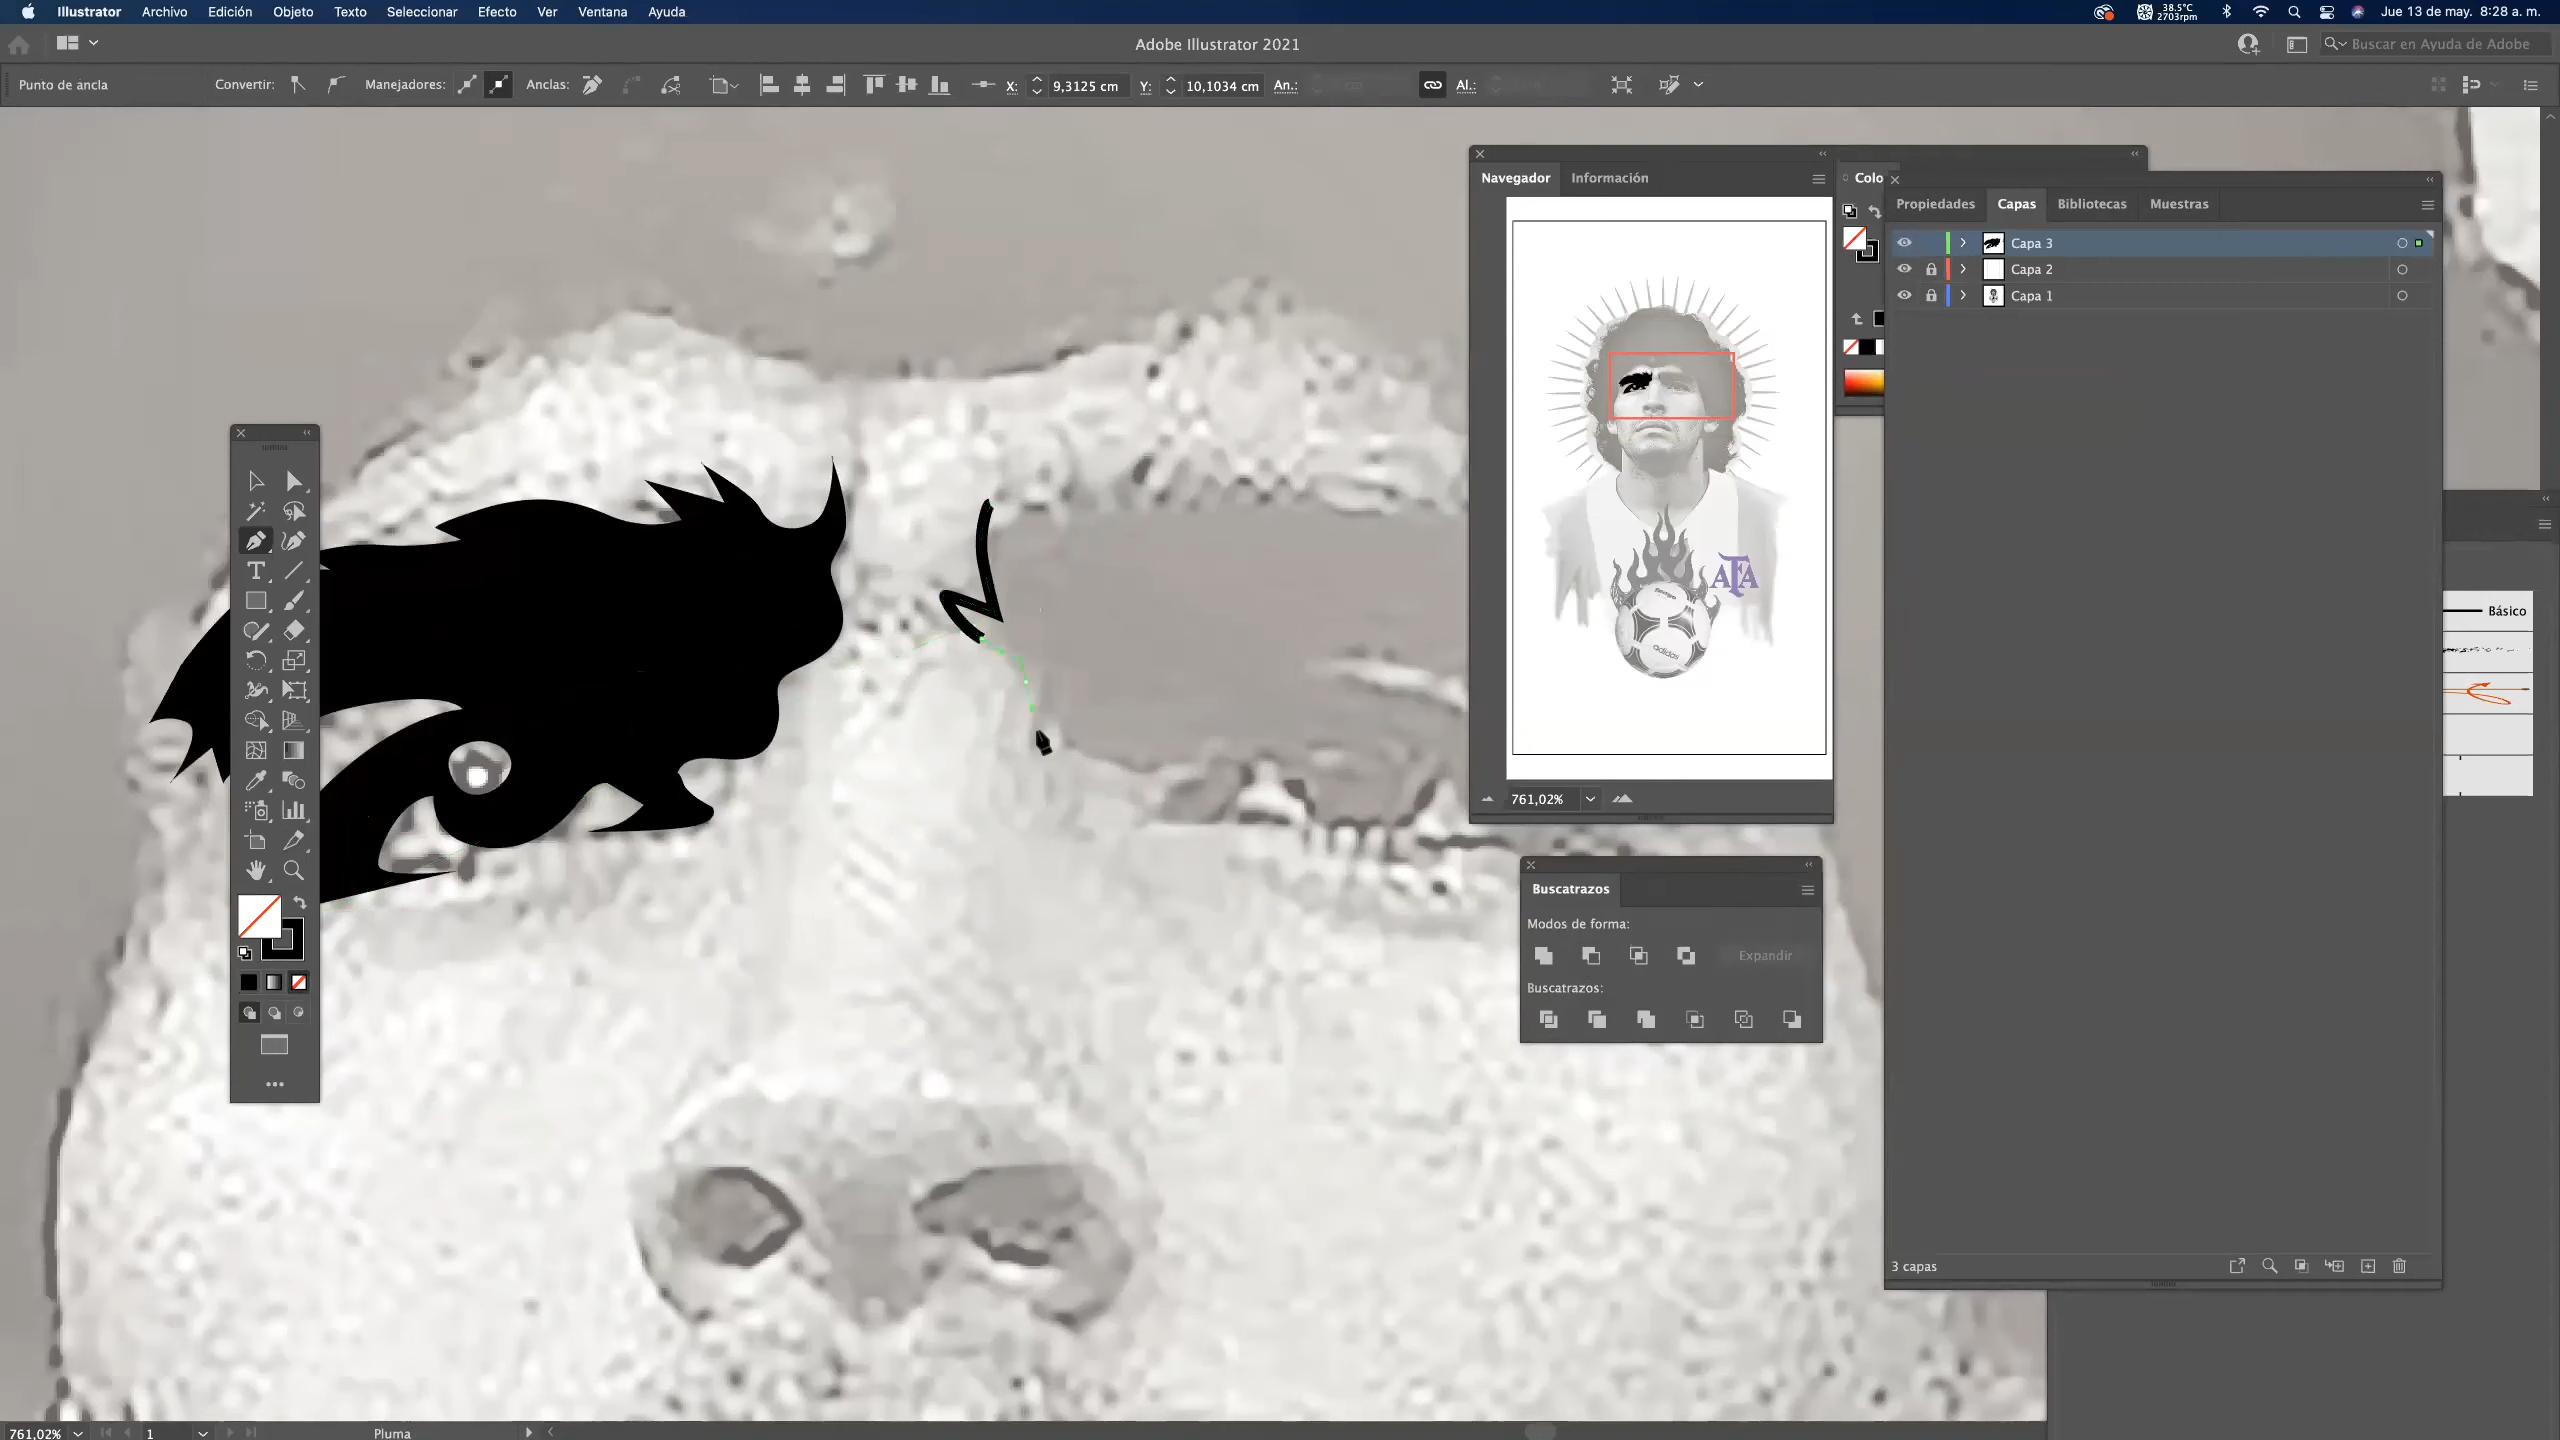 Illustrator Archivo Edición Objeto Texto Seleccionar Efecto Ver Ventana Ayuda
38.5°C
2703rpm
Jue 13 de may. 8:28 a. m.
Adobe Illustrator 2021
Buscar en Ayuda de Adobe
Punto de ancla Convertir: Manejadores: Anclas: X: 9,3125 cm Y: 10,1034 cm An.: Al.:
Navegador Información
Colo
Propiedades Capas Bibliotecas Muestras
Capa 3
Capa 2
Capa 1
AFA
adidas
Básico
761,02%
Buscatrazos
Modos de forma:
Expandir
Buscatrazos:
3 capas
761,02% 1 Pluma